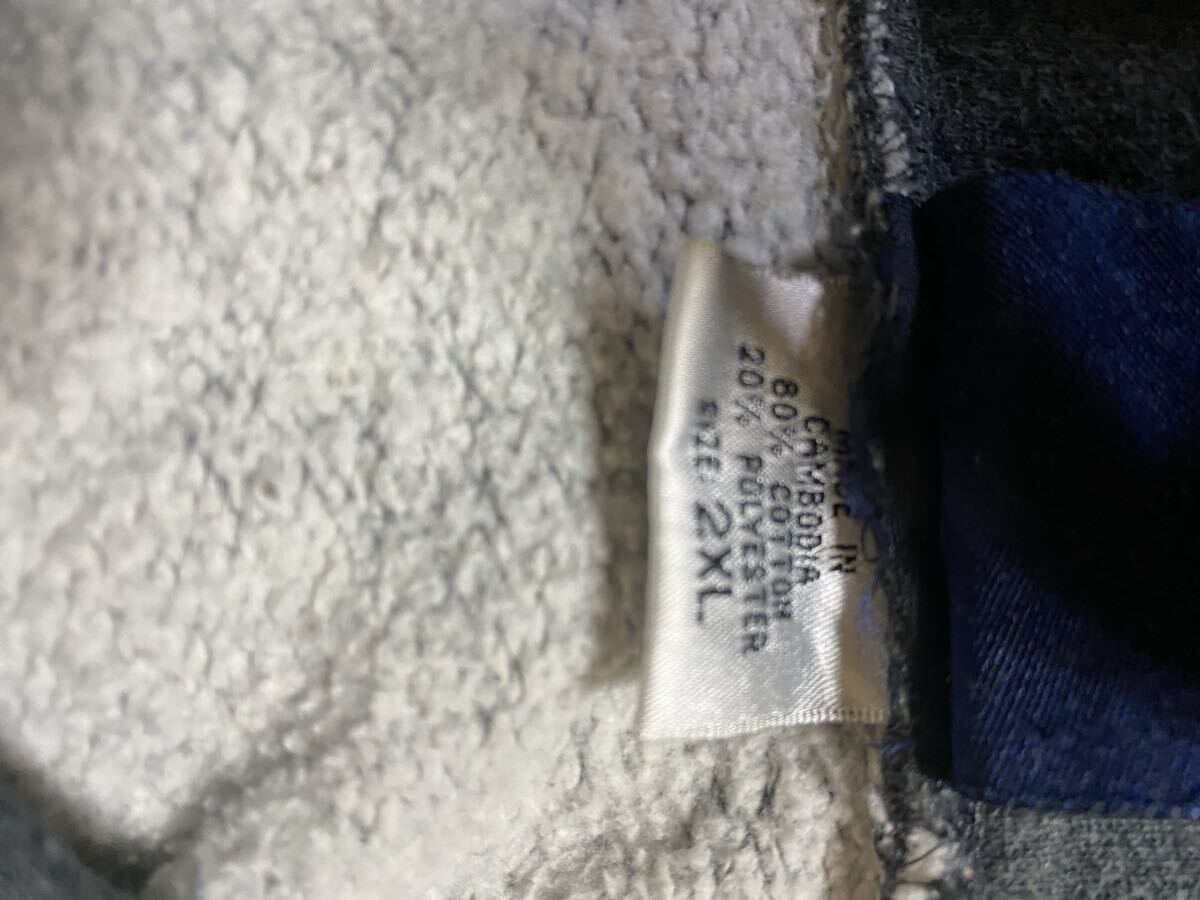 MADE IN
CAMBODIA
80% COTTON
20% POLYESTER
SIZE: 2XL